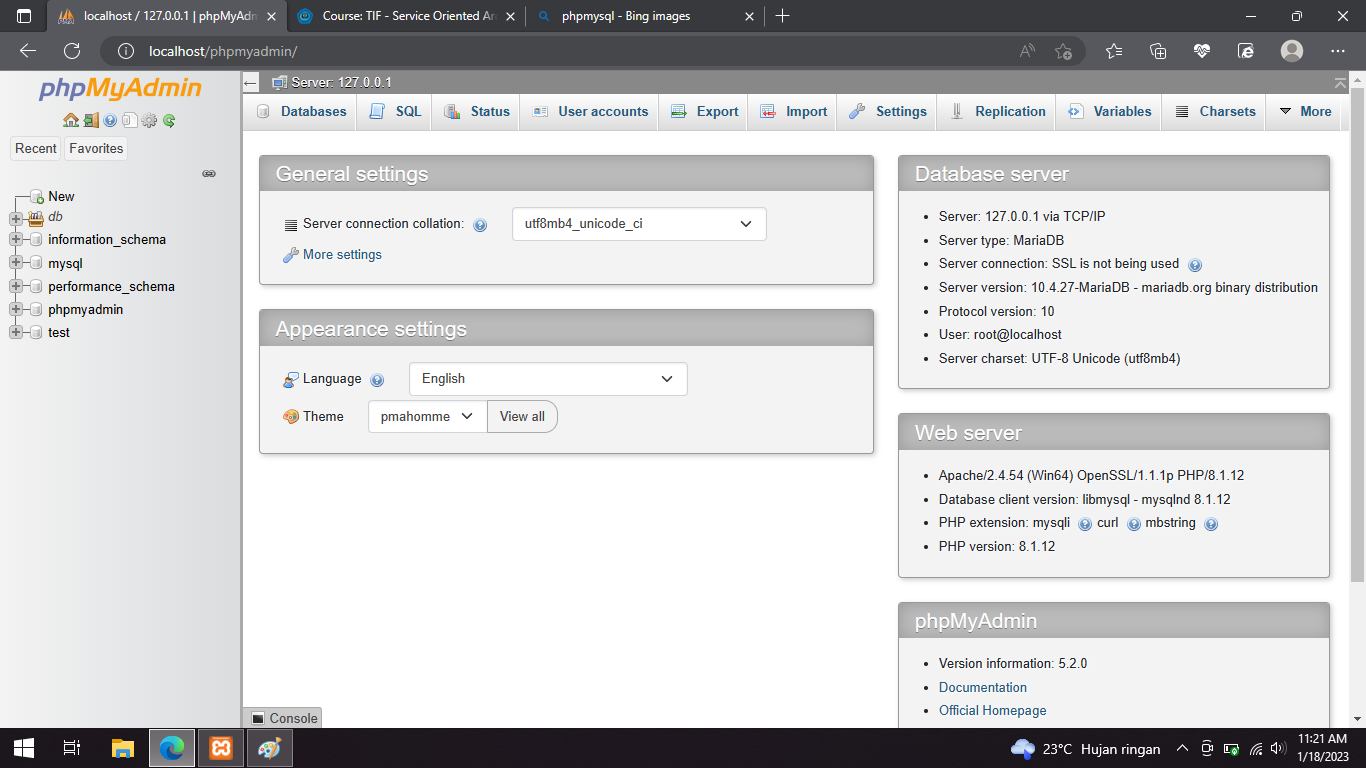 localhost / 127.0.0.1 | phpMyAdm
Course: TIF - Service Oriented Ar
phpmysql - Bing images
localhost/phpmyadmin/
phpMyAdmin
Recent
Favorites
New
db
information_schema
mysql
performance_schema
phpmyadmin
test
Server: 127.0.0.1
Databases
SQL
Status
User accounts
Export
Import
Settings
Replication
Variables
Charsets
More
General settings
Server connection collation:
utf8mb4_unicode_ci
More settings
Appearance settings
Language
English
Theme
pmahomme
View all
Database server
Server: 127.0.0.1 via TCP/IP
Server type: MariaDB
Server connection: SSL is not being used
Server version: 10.4.27-MariaDB - mariadb.org binary distribution
Protocol version: 10
User: root@localhost
Server charset: UTF-8 Unicode (utf8mb4)
Web server
Apache/2.4.54 (Win64) OpenSSL/1.1.1p PHP/8.1.12
Database client version: libmysql - mysqlnd 8.1.12
PHP extension: mysqli curl mbstring
PHP version: 8.1.12
phpMyAdmin
Version information: 5.2.0
Documentation
Official Homepage
Console
23°C Hujan ringan
11:21 AM
1/18/2023